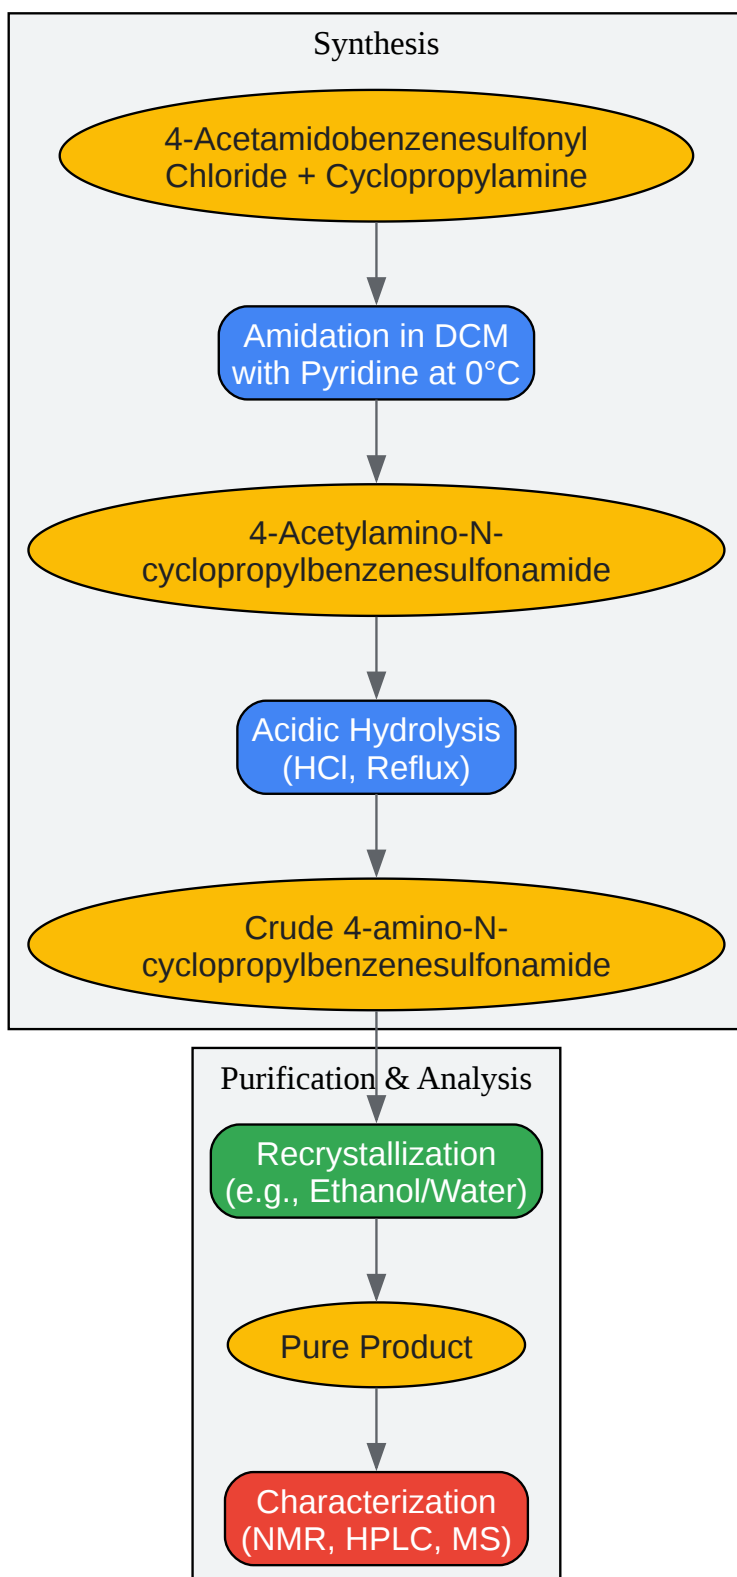 Synthesis
4-Acetamidobenzenesulfonyl
Chloride + Cyclopropylamine
Amidation in DCM
with Pyridine at 0°C
4-Acetylamino-N-
cyclopropylbenzenesulfonamide
Acidic Hydrolysis
(HCl, Reflux)
Crude 4-amino-N-
cyclopropylbenzenesulfonamide
Purification & Analysis
Recrystallization
(e.g., Ethanol/Water)
Pure Product
Characterization
(NMR, HPLC, MS)